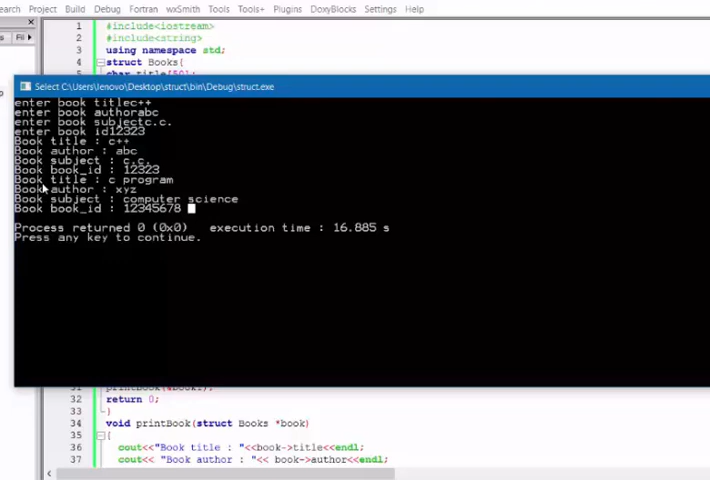 earch Project Build Debug Fortran wxSmith Tools Tools+ Plugins DoxyBlocks Settings Help
1 #include<iostream>
2 #include<string>
3 using namespace std;
s Fil 4 struct Books{
char title[50];
Select C:\Users\lenovo\Desktop\struct\bin\Debug\struct.exe
enter book titlec++
enter book authorabc
enter book subjectc.c.
enter book id12323
Book title : c++
Book author : abc
Book subject : c.c.
Book book_id : 12323
Book title : c program
Book author : xyz
Book subject : computer science
Book book_id : 12345678
Process returned 0 (0x0) execution time : 16.885 s
Press any key to continue.
32 return 0;
33 }
34 void printBook(struct Books *book)
35 {
36 cout<<"Book title : "<<book->title<<endl;
37 cout<< "Book author : "<< book->author<<endl;